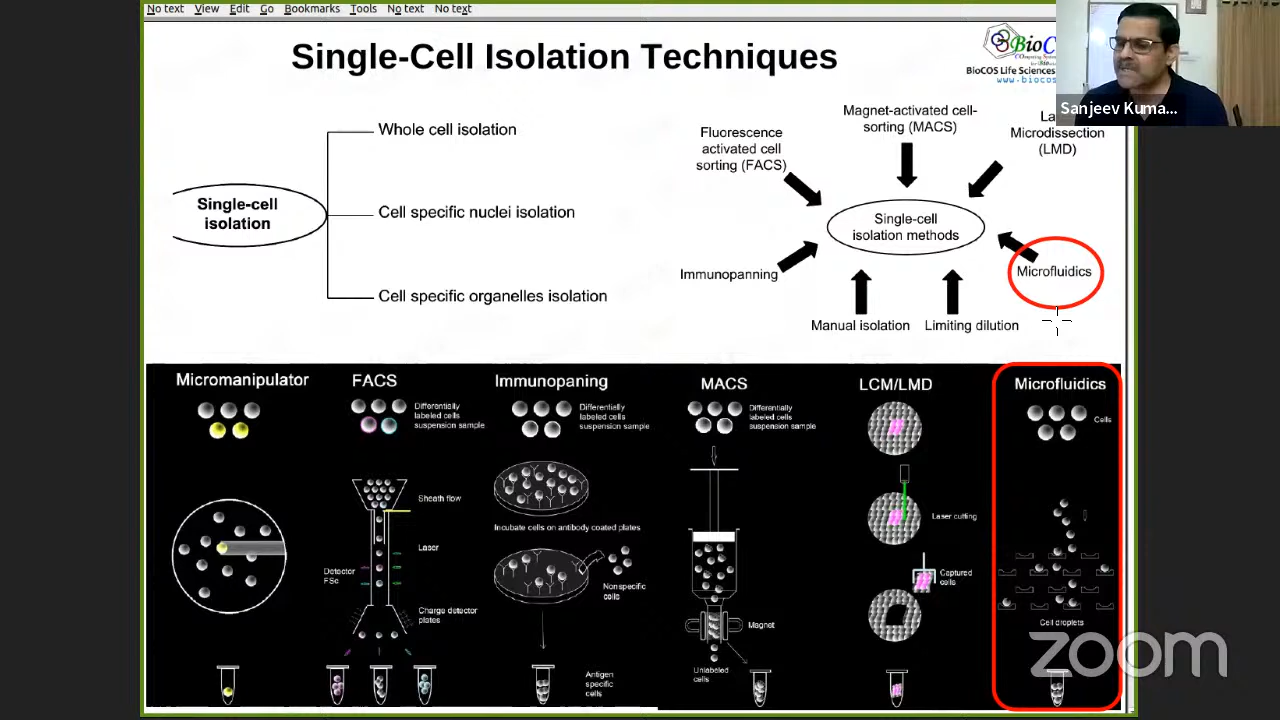 No text View Edit Go Bookmarks Tools No text No text
Single-Cell Isolation Techniques
BioC
BioCOS Life Sciences
www.biocos
Sanjeev Kuma...
Single-cell
isolation
Whole cell isolation
Cell specific nuclei isolation
Cell specific organelles isolation
Fluorescence
activated cell
sorting (FACS)
Magnet-activated cell-
sorting (MACS)
Microdissection
(LMD)
Single-cell
isolation methods
Immunopanning
Microfluidics
Manual isolation
Limiting dilution
Micromanipulator
FACS
Differentially
labeled cells
suspension sample
Sheath flow
Laser
Detector
FSc
Charge detector
plates
Immunopaning
Differentially
labeled cells
suspension sample
Incubate cells on antibody coated plates
Nonspecific
cells
Antigen
specific
cells
MACS
Differentially
labeled cells
suspension sample
Magnet
Unlabeled
cells
LCM/LMD
Laser cutting
Captured
cells
Microfluidics
Cells
Cell droplets
zoom